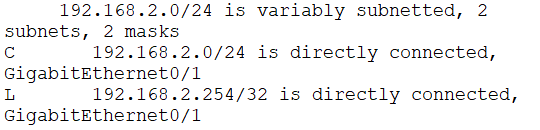 192.168.2.0/24 is variably subnetted, 2
subnets, 2 masks
C 192.168.2.0/24 is directly connected,
GigabitEthernet0/1
L 192.168.2.254/32 is directly connected,
GigabitEthernet0/1